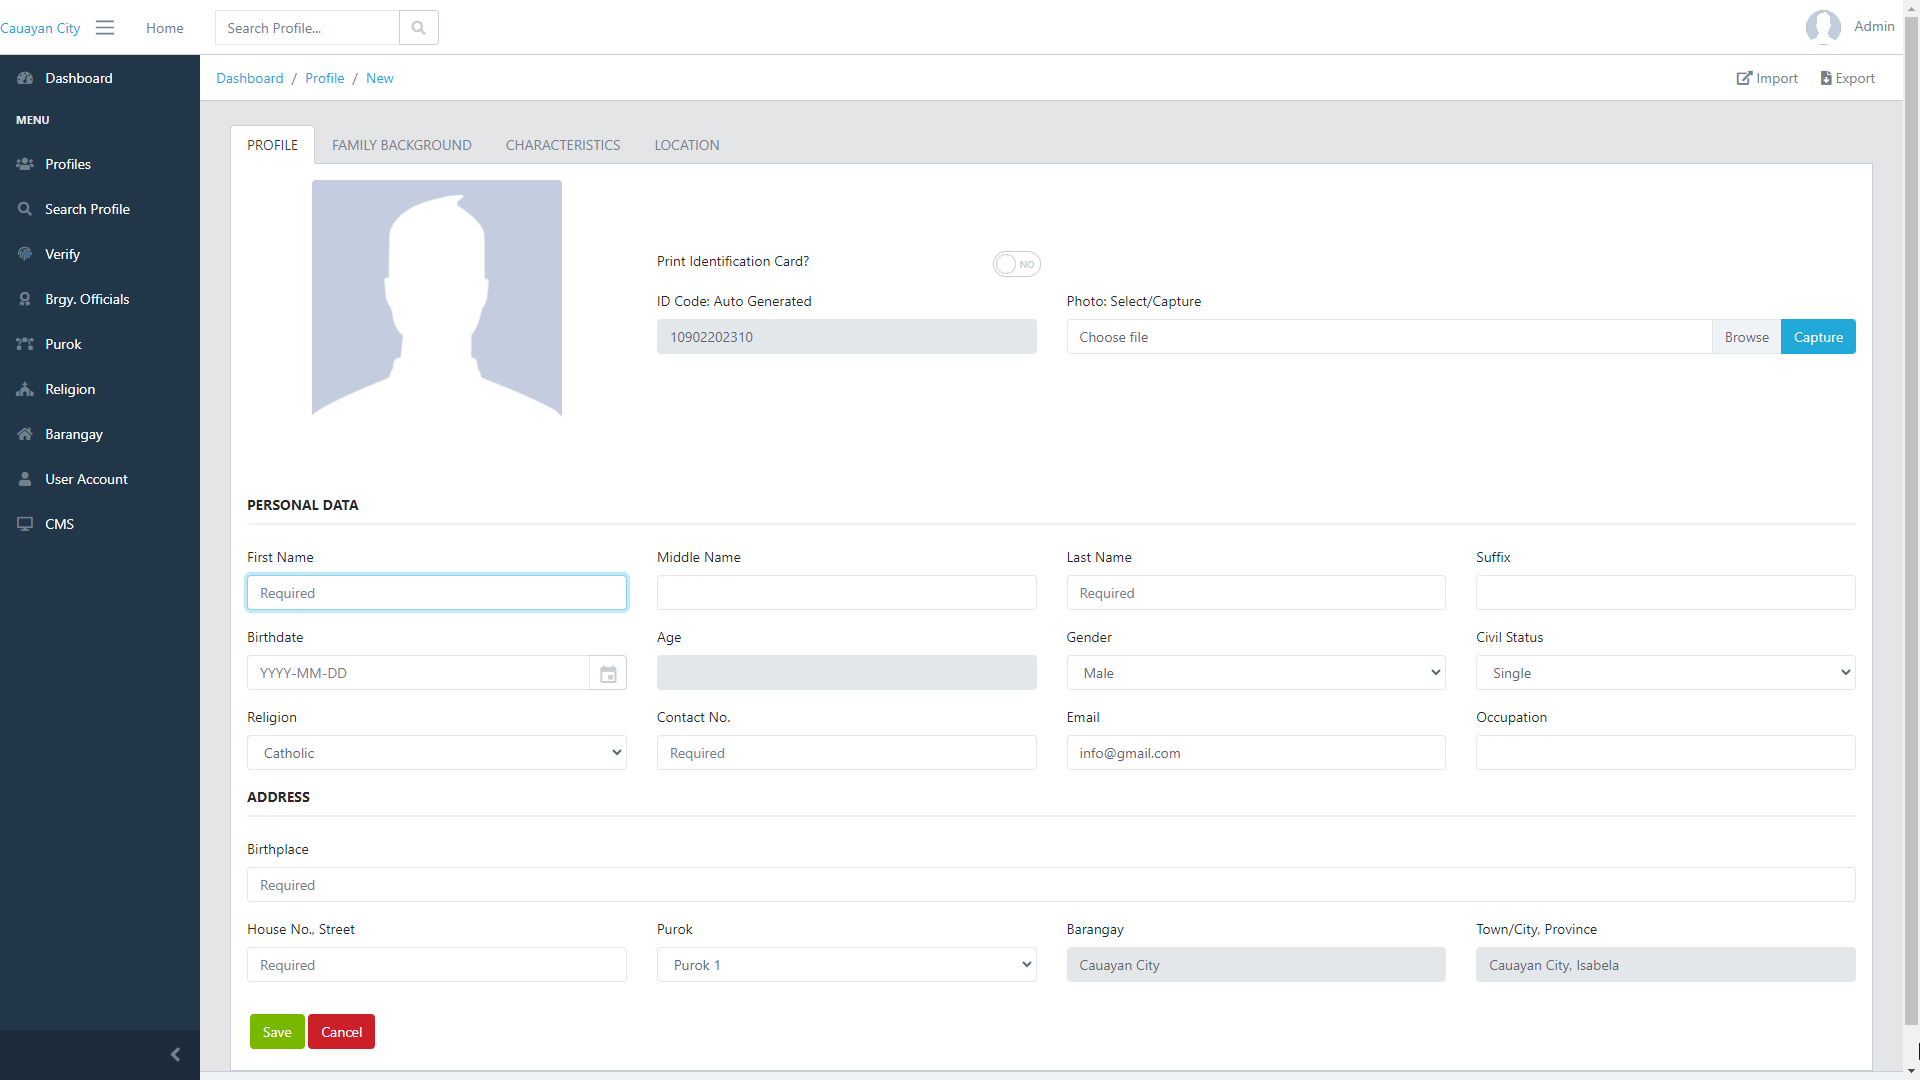 Cauayan City
Home
Search Profile...
Admin
Dashboard
MENU
Profiles
Search Profile
Verify
Brgy. Officials
Purok
Religion
Barangay
User Account
CMS
Dashboard / Profile / New
Import
Export
PROFILE
FAMILY BACKGROUND
CHARACTERISTICS
LOCATION
Print Identification Card?
NO
ID Code: Auto Generated
10902202310
Photo: Select/Capture
Choose file
Browse
Capture
PERSONAL DATA
First Name
Required
Middle Name
Last Name
Required
Suffix
Birthdate
YYYY-MM-DD
Age
Gender
Male
Civil Status
Single
Religion
Catholic
Contact No.
Required
Email
info@gmail.com
Occupation
ADDRESS
Birthplace
Required
House No., Street
Required
Purok
Purok 1
Barangay
Cauayan City
Town/City, Province
Cauayan City, Isabela
Save
Cancel